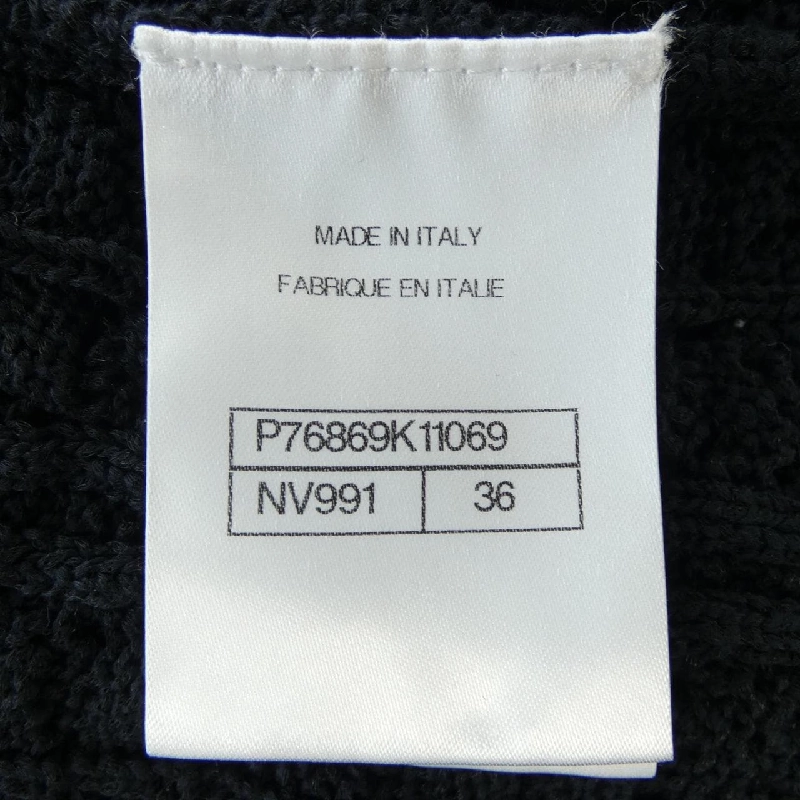 MADE IN ITALY
FABRIQUE EN ITALIE
P76869K11069
NV991 36